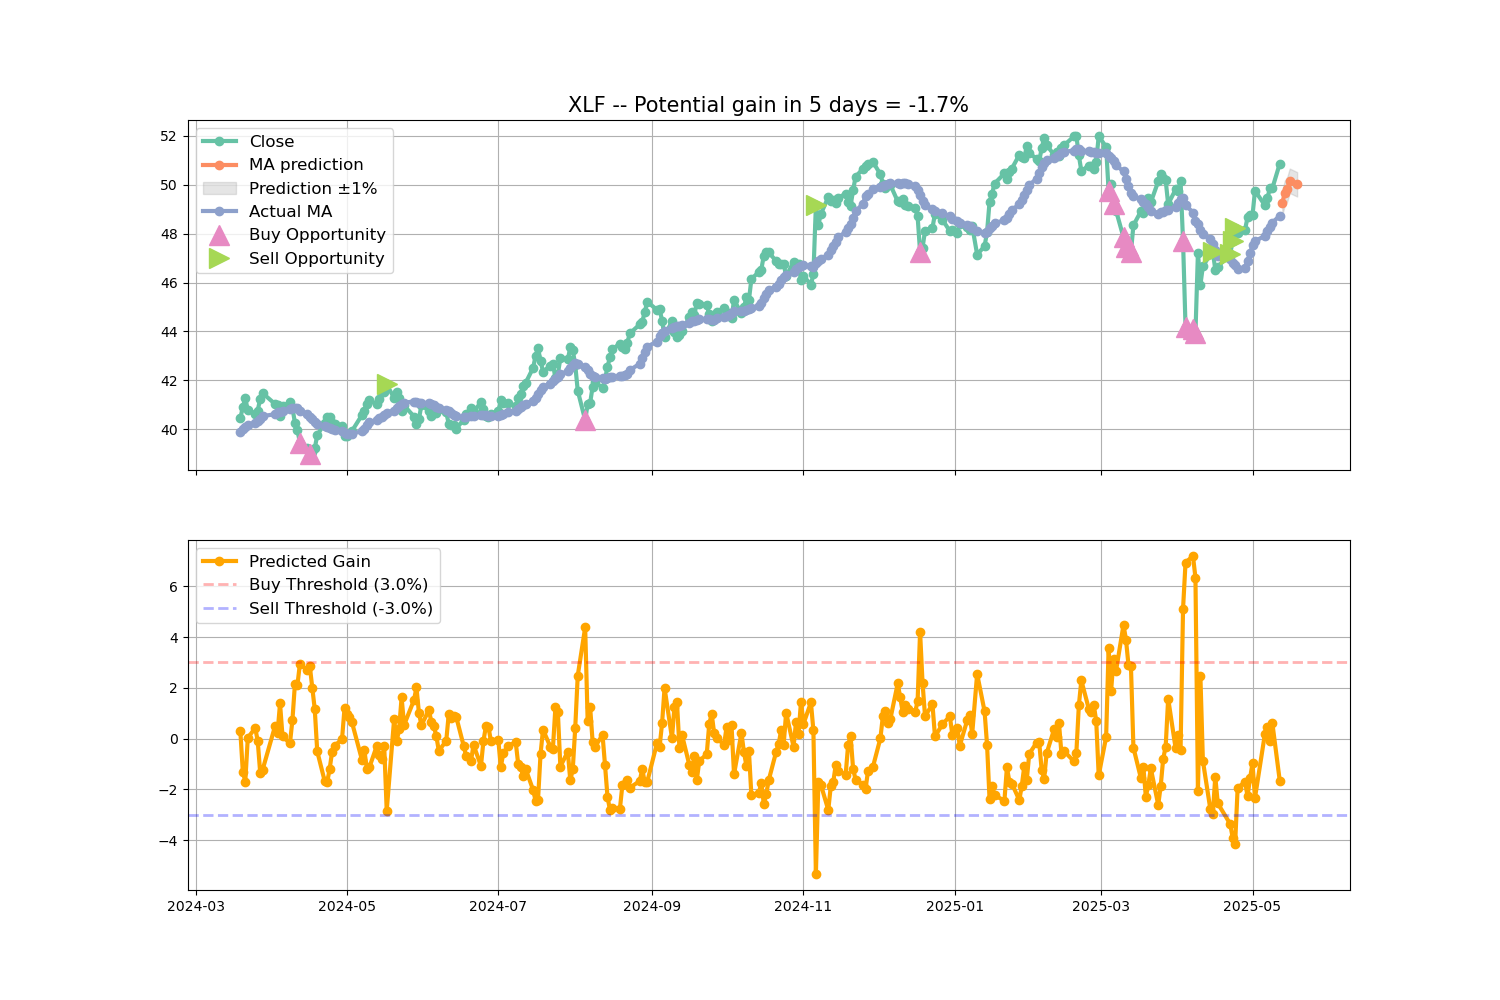 XLF -- Potential gain in 5 days = -1.7%
52
50
48
46
44
42
40
Close
MA prediction
Prediction ±1%
Actual MA
Buy Opportunity
Sell Opportunity
6
4
2
0
−2
−4
Predicted Gain
Buy Threshold (3.0%)
Sell Threshold (-3.0%)
2024-03
2024-05
2024-07
2024-09
2024-11
2025-01
2025-03
2025-05